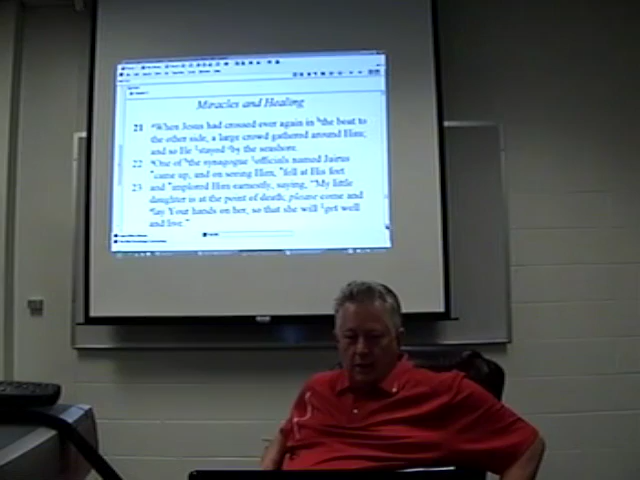 Miracles and Healing
21 "When Jesus had crossed over again in the boat to
the other side, a large crowd gathered around Him;
and so He stayed by the seashore.
22 One of the synagogue officials named Jairus
came up, and on seeing Him, fell at His feet
23 and implored Him earnestly, saying, "My little
daughter is at the point of death; please come and
lay Your hands on her, so that she will get well
and live."